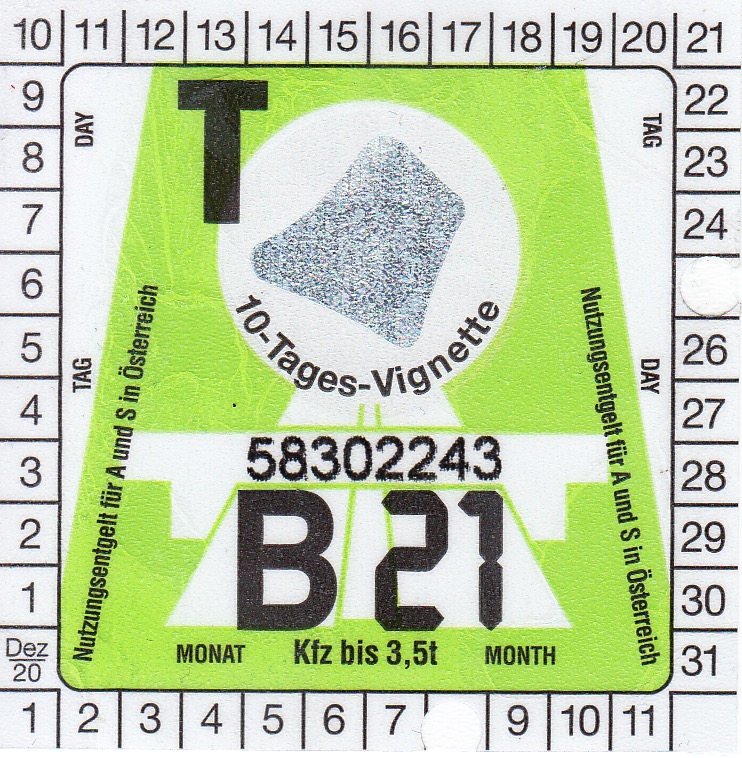 10 11 12 13 14 15 16 17 18 19 20 21
9
8
7
6
5
4
3
2
1
Dez
20
22
23
24
26
27
28
29
30
31
1 2 3 4 5 6 7 9 10 11
DAY
TAG
TAG
DAY
T
10-Tages-Vignette
Nutzungsentgelt für A und S in Österreich
Nutzungsentgelt für A und S in Österreich
58302243
B 21
MONAT Kfz bis 3,5t MONTH